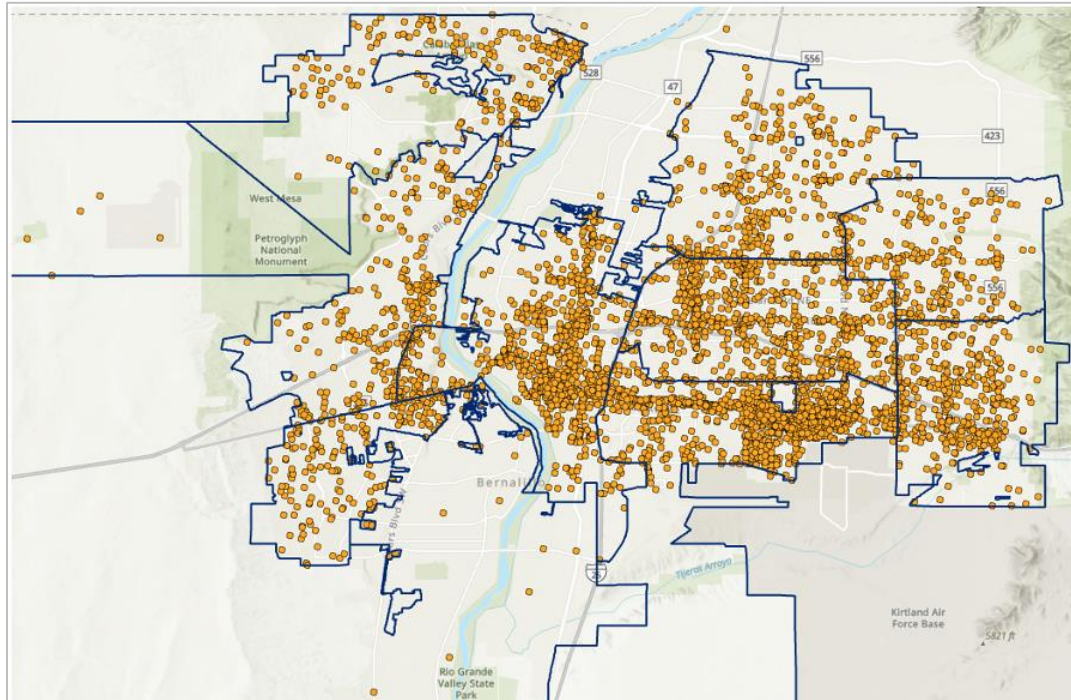 528
556
47
423
West Mesa
556
Petroglyph
National
Monument
556
Bernalillo
25
Tijeras Arroyo
Kirtland Air
Force Base
5821 ft
Rio Grande
Valley State
Park